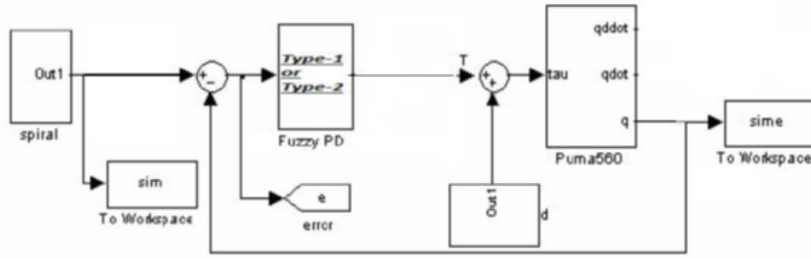 Out1
spiral
sim
To Workspace
+
−
Type-1
or
Type-2
Fuzzy PD
e
error
T
+
+
Out1
d
tau
qddot
qdot
q
Puma560
sime
To Workspace